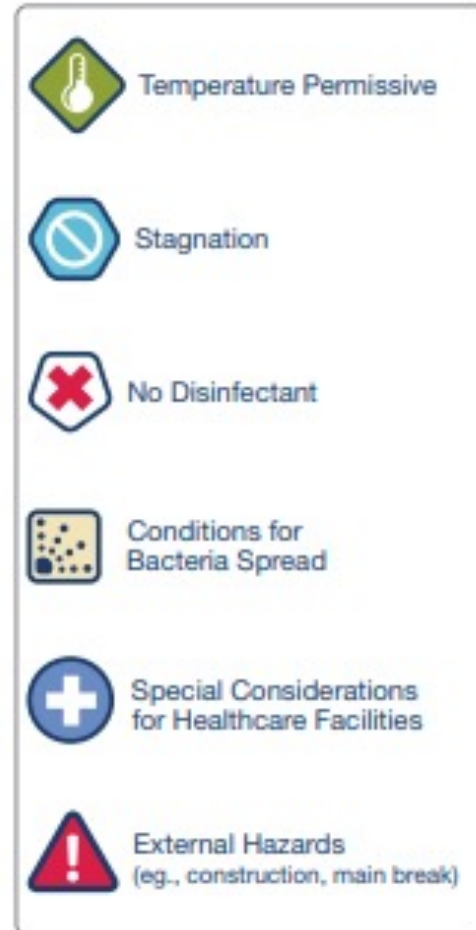 Temperature Permissive
Stagnation
No Disinfectant
Conditions for
Bacteria Spread
Special Considerations
for Healthcare Facilities
External Hazards
(eg., construction, main break)